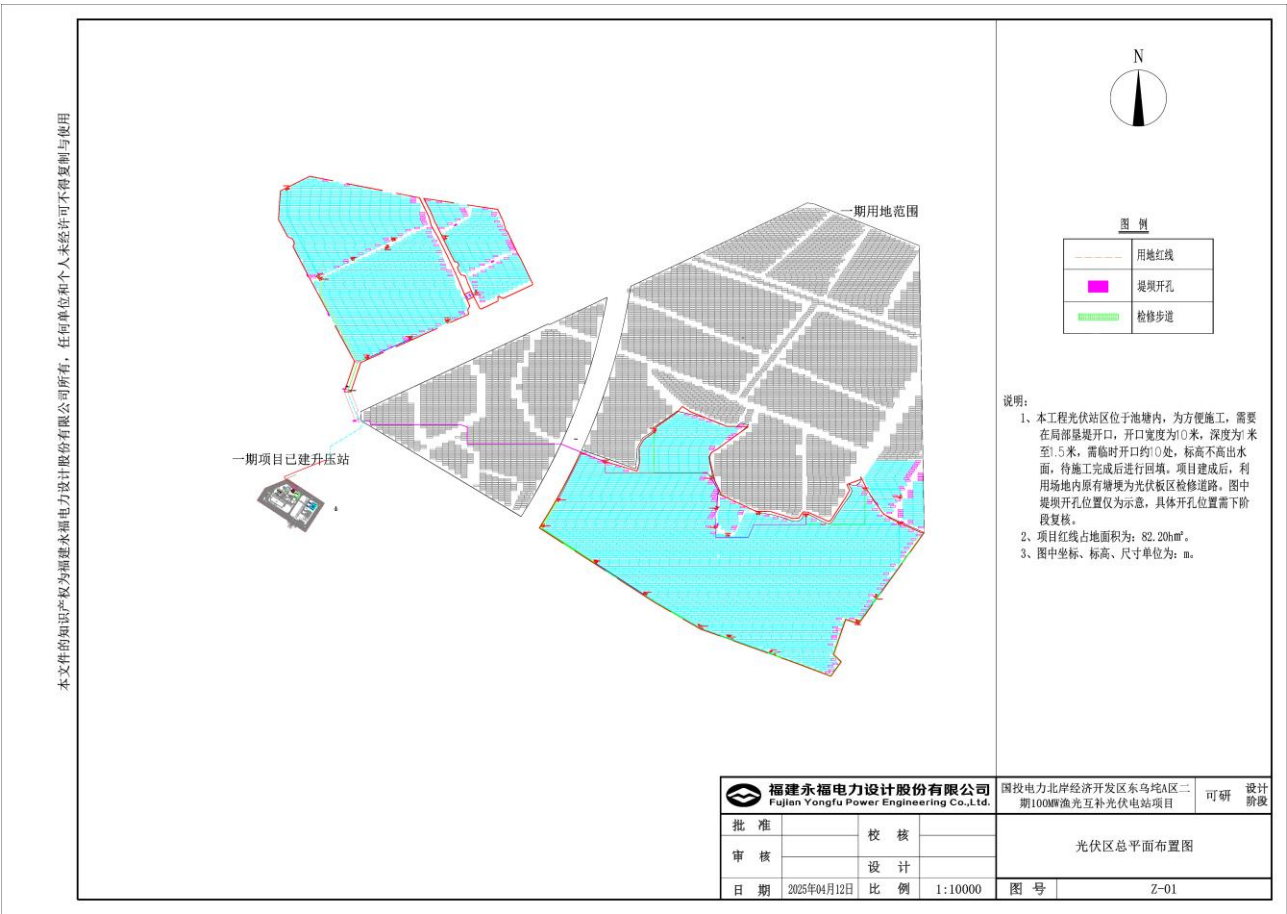 本文件的知识产权为福建永福电力设计股份有限公司所有，任何单位和个人未经许可不得复制与使用
N
一期用地范围
图 例
用地红线
堤坝开孔
检修步道
一期项目已建升压站
说明：
1、本工程光伏站区位于池塘内，为方便施工，需要
在局部垦堤开口，开口宽度为10米，深度为1米
至1.5米，需临时开口约10处，标高不高出水
面，待施工完成后进行回填。项目建成后，利
用场地内原有塘埂为光伏板区检修道路。图中
堤坝开孔位置仅为示意，具体开孔位置需下阶
段复核。
2、项目红线占地面积为：82.20hm²。
3、图中坐标、标高、尺寸单位为：m。
福建永福电力设计股份有限公司
Fujian Yongfu Power Engineering Co.,Ltd.
国投电力北岸经济开发区东乌垞A区二
期100MW渔光互补光伏电站项目
可研
设计
阶段
批 准
校 核
审 核
设 计
光伏区总平面布置图
日 期
2025年04月12日
比 例
1:10000
图 号
Z-01